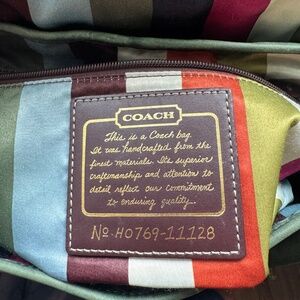 COACH
This is a Coach bag.
It was handcrafted from the
finest materials. Its superior
craftsmanship and attention to
detail reflect our commitment
to enduring quality.
No H0769-11128